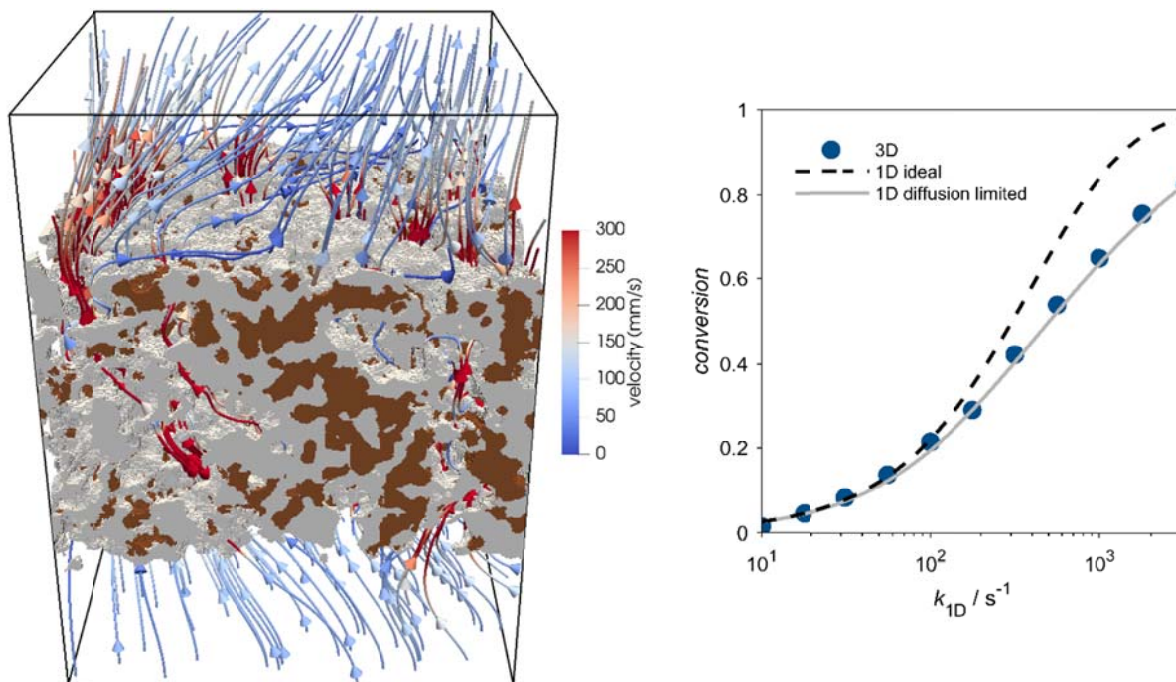 300
250
200
150
100
50
0
velocity (mm/s)
1
0.8
0.6
0.4
0.2
0
conversion
3D
1D ideal
1D diffusion limited
10¹
10²
10³
k1D / s⁻¹